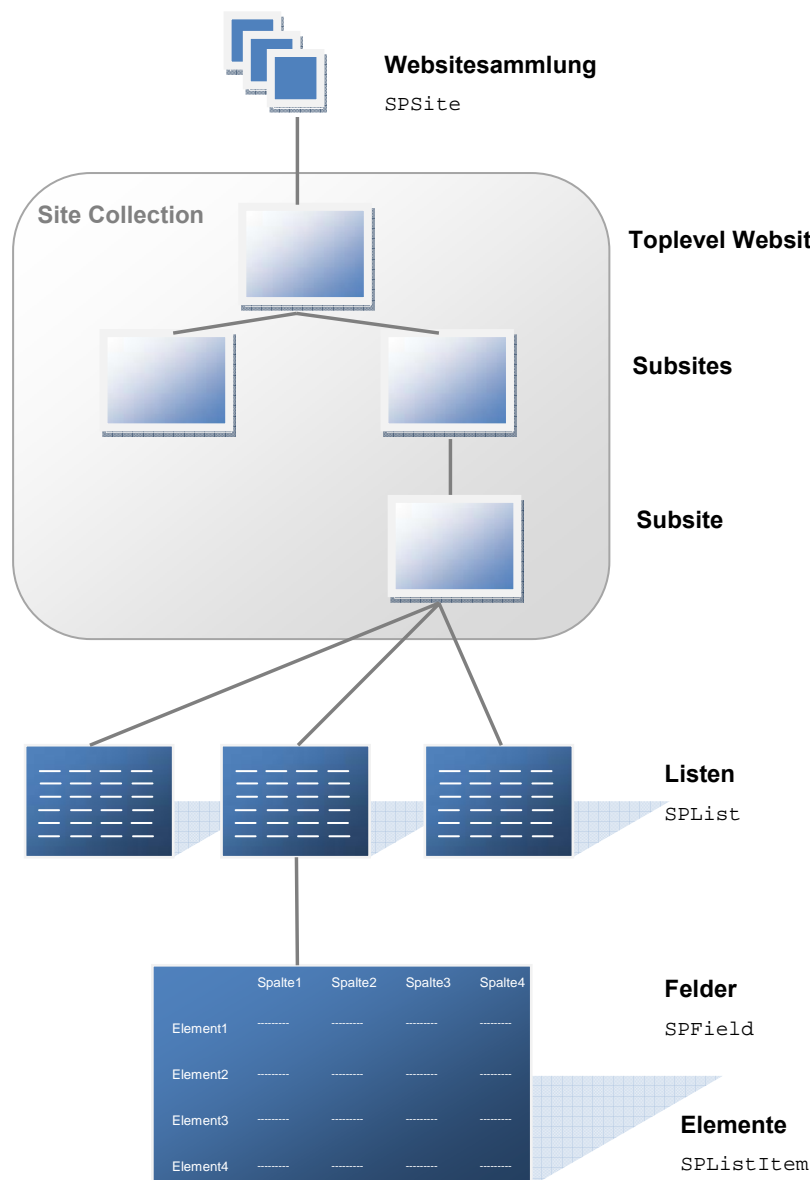 Websitesammlung
SPSite
Site Collection
Toplevel Websit
Subsites
Subsite
Listen
SPList
Spalte1 Spalte2 Spalte3 Spalte4
Felder
SPField
Element1 --------- --------- --------- ---------
Element2 --------- --------- --------- ---------
Element3 --------- --------- --------- ---------
Elemente
Element4 --------- --------- --------- ---------
SPListItem